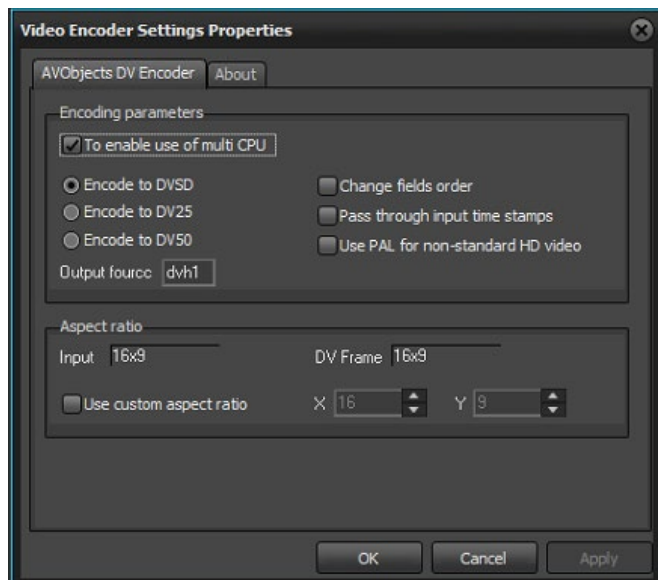 Video Encoder Settings Properties
AVObjects DV Encoder About
Encoding parameters
To enable use of multi CPU
Encode to DVSD Change fields order
Encode to DV25 Pass through input time stamps
Encode to DV50 Use PAL for non-standard HD video
Output fourcc dvh1
Aspect ratio
Input 16x9 DV Frame 16x9
Use custom aspect ratio X 16 Y 9
OK Cancel Apply